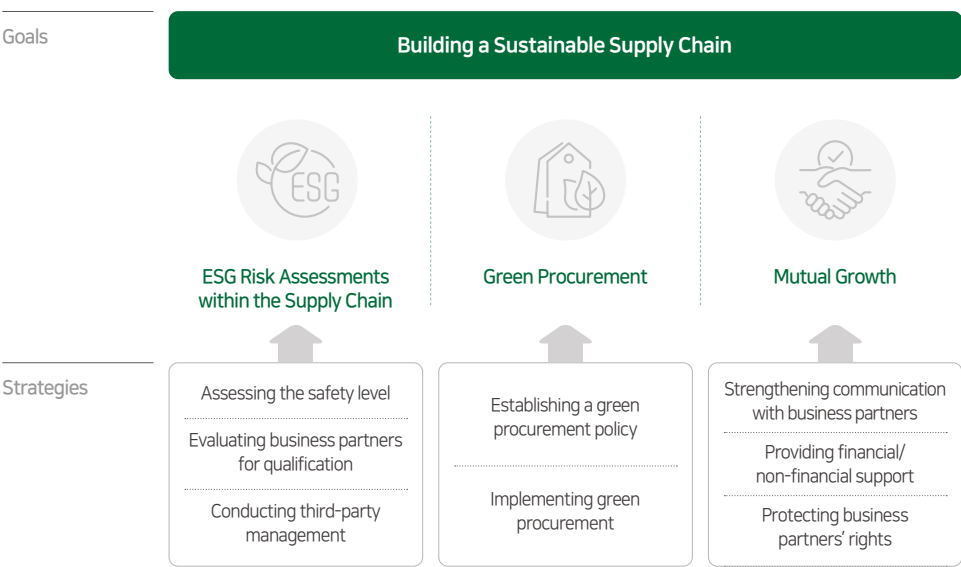 Goals
Building a Sustainable Supply Chain
ESG
ESG Risk Assessments
within the Supply Chain
Green Procurement
Mutual Growth
Strategies
Assessing the safety level
Evaluating business partners
for qualification
Conducting third-party
management
Establishing a green
procurement policy
Implementing green
procurement
Strengthening communication
with business partners
Providing financial/
non-financial support
Protecting business
partners' rights